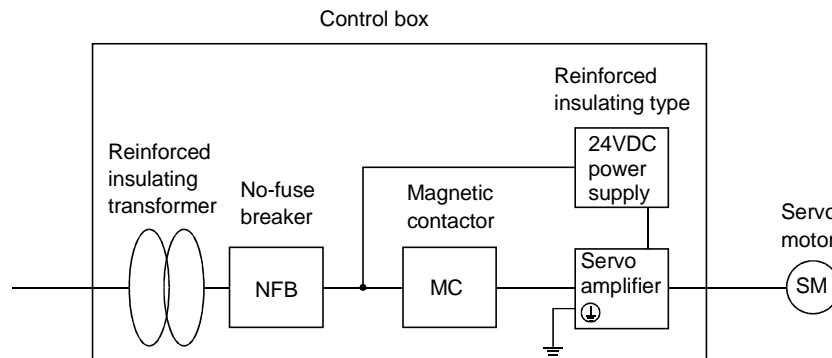 Control box
Reinforced
insulating type
24VDC
power
supply
Reinforced
insulating
transformer
No-fuse
breaker
Magnetic
contactor
Servo
motor
NFB
MC
Servo
amplifier
SM